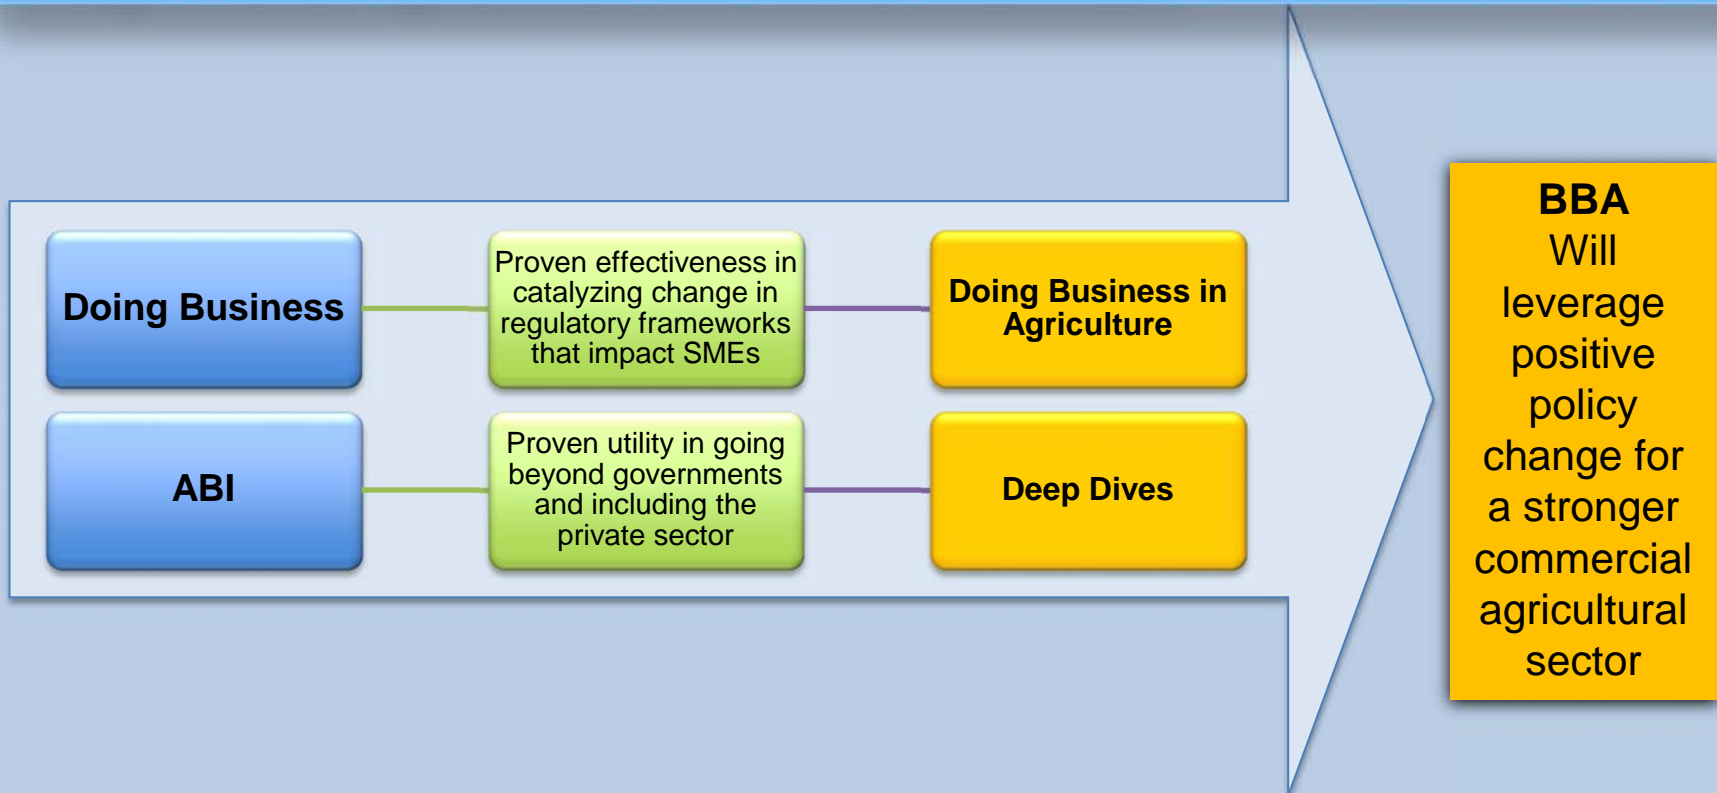 Doing Business
Proven effectiveness in
catalyzing change in
regulatory frameworks
that impact SMEs
Doing Business in
Agriculture
ABI
Proven utility in going
beyond governments
and including the
private sector
Deep Dives
BBA
Will
leverage
positive
policy
change for
a stronger
commercial
agricultural
sector